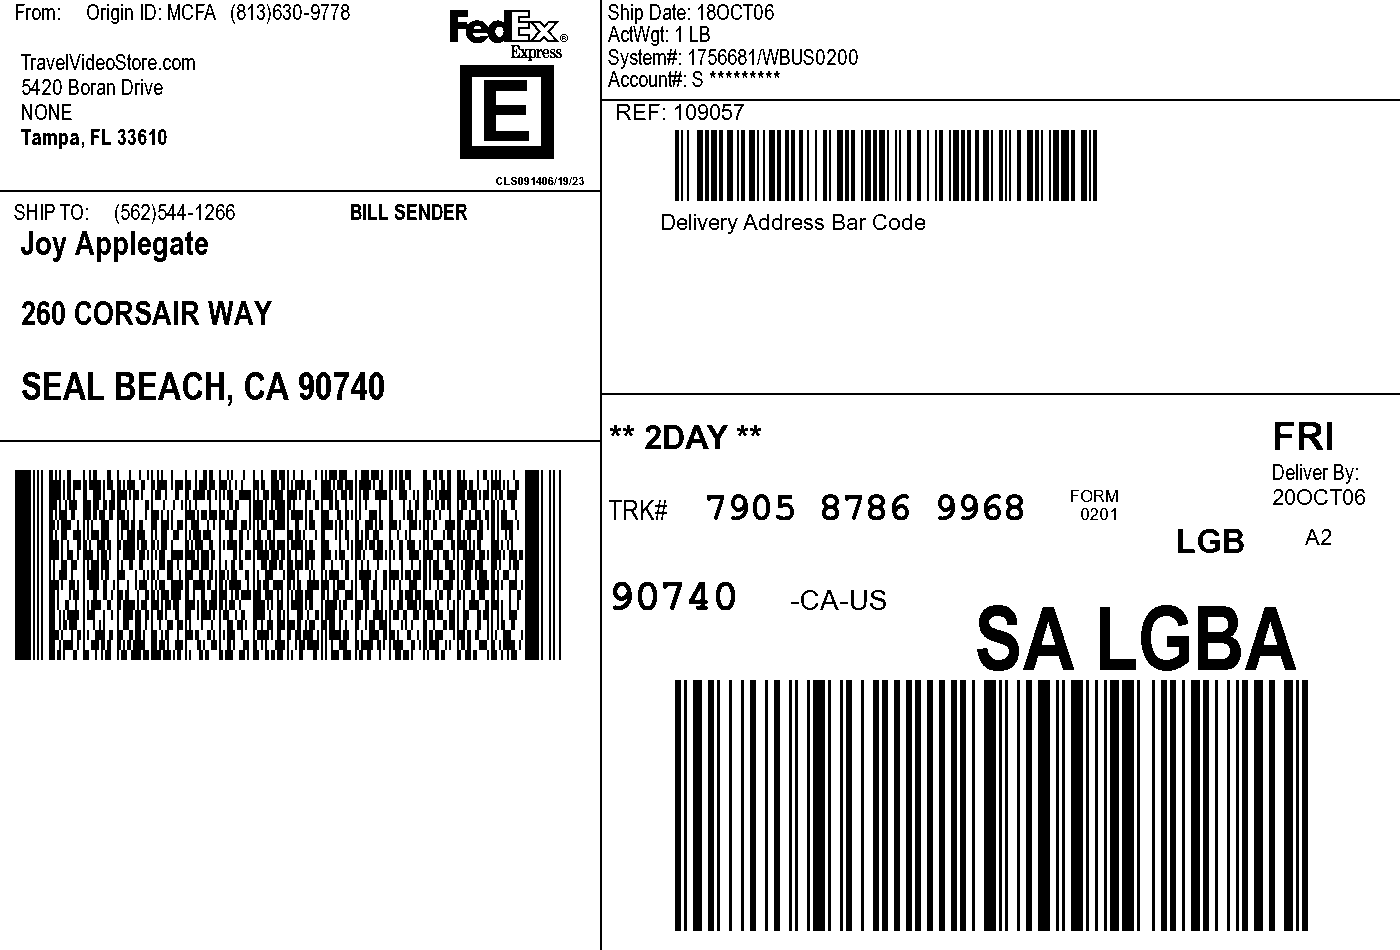 From: Origin ID: MCFA (813)630-9778
FedEx®
Express
TravelVideoStore.com
5420 Boran Drive
NONE
Tampa, FL 33610
E
CLS091406/19/23
SHIP TO: (562)544-1266 BILL SENDER
Joy Applegate
260 CORSAIR WAY
SEAL BEACH, CA 90740
Ship Date: 18OCT06
ActWgt: 1 LB
System#: 1756681/WBUS0200
Account#: S *********
REF: 109057
Delivery Address Bar Code
** 2DAY **
FRI
Deliver By:
20OCT06
TRK# 7905 8786 9968 FORM
0201
LGB A2
90740 -CA-US
SA LGBA